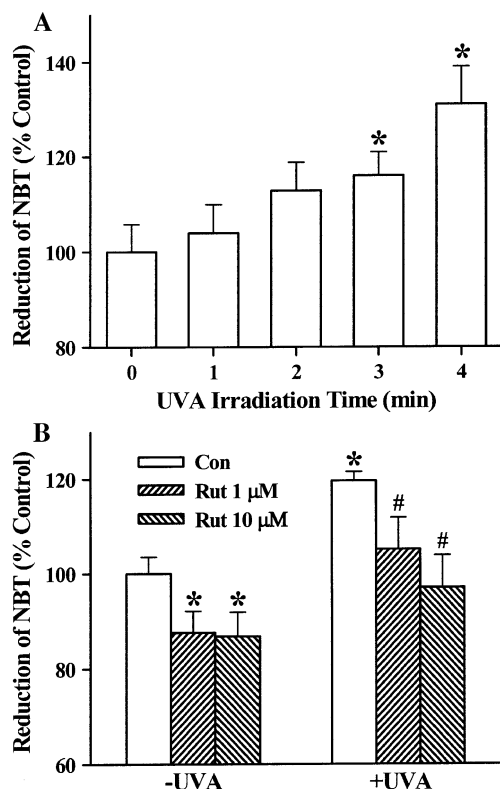 A
Reduction of NBT (% Control)
140
120
100
80
*
*
0 1 2 3 4
UVA Irradiation Time (min)
B
Reduction of NBT (% Control)
120
100
80
60
Con
Rut 1 μM
Rut 10 μM
* *
*
#
#
-UVA +UVA